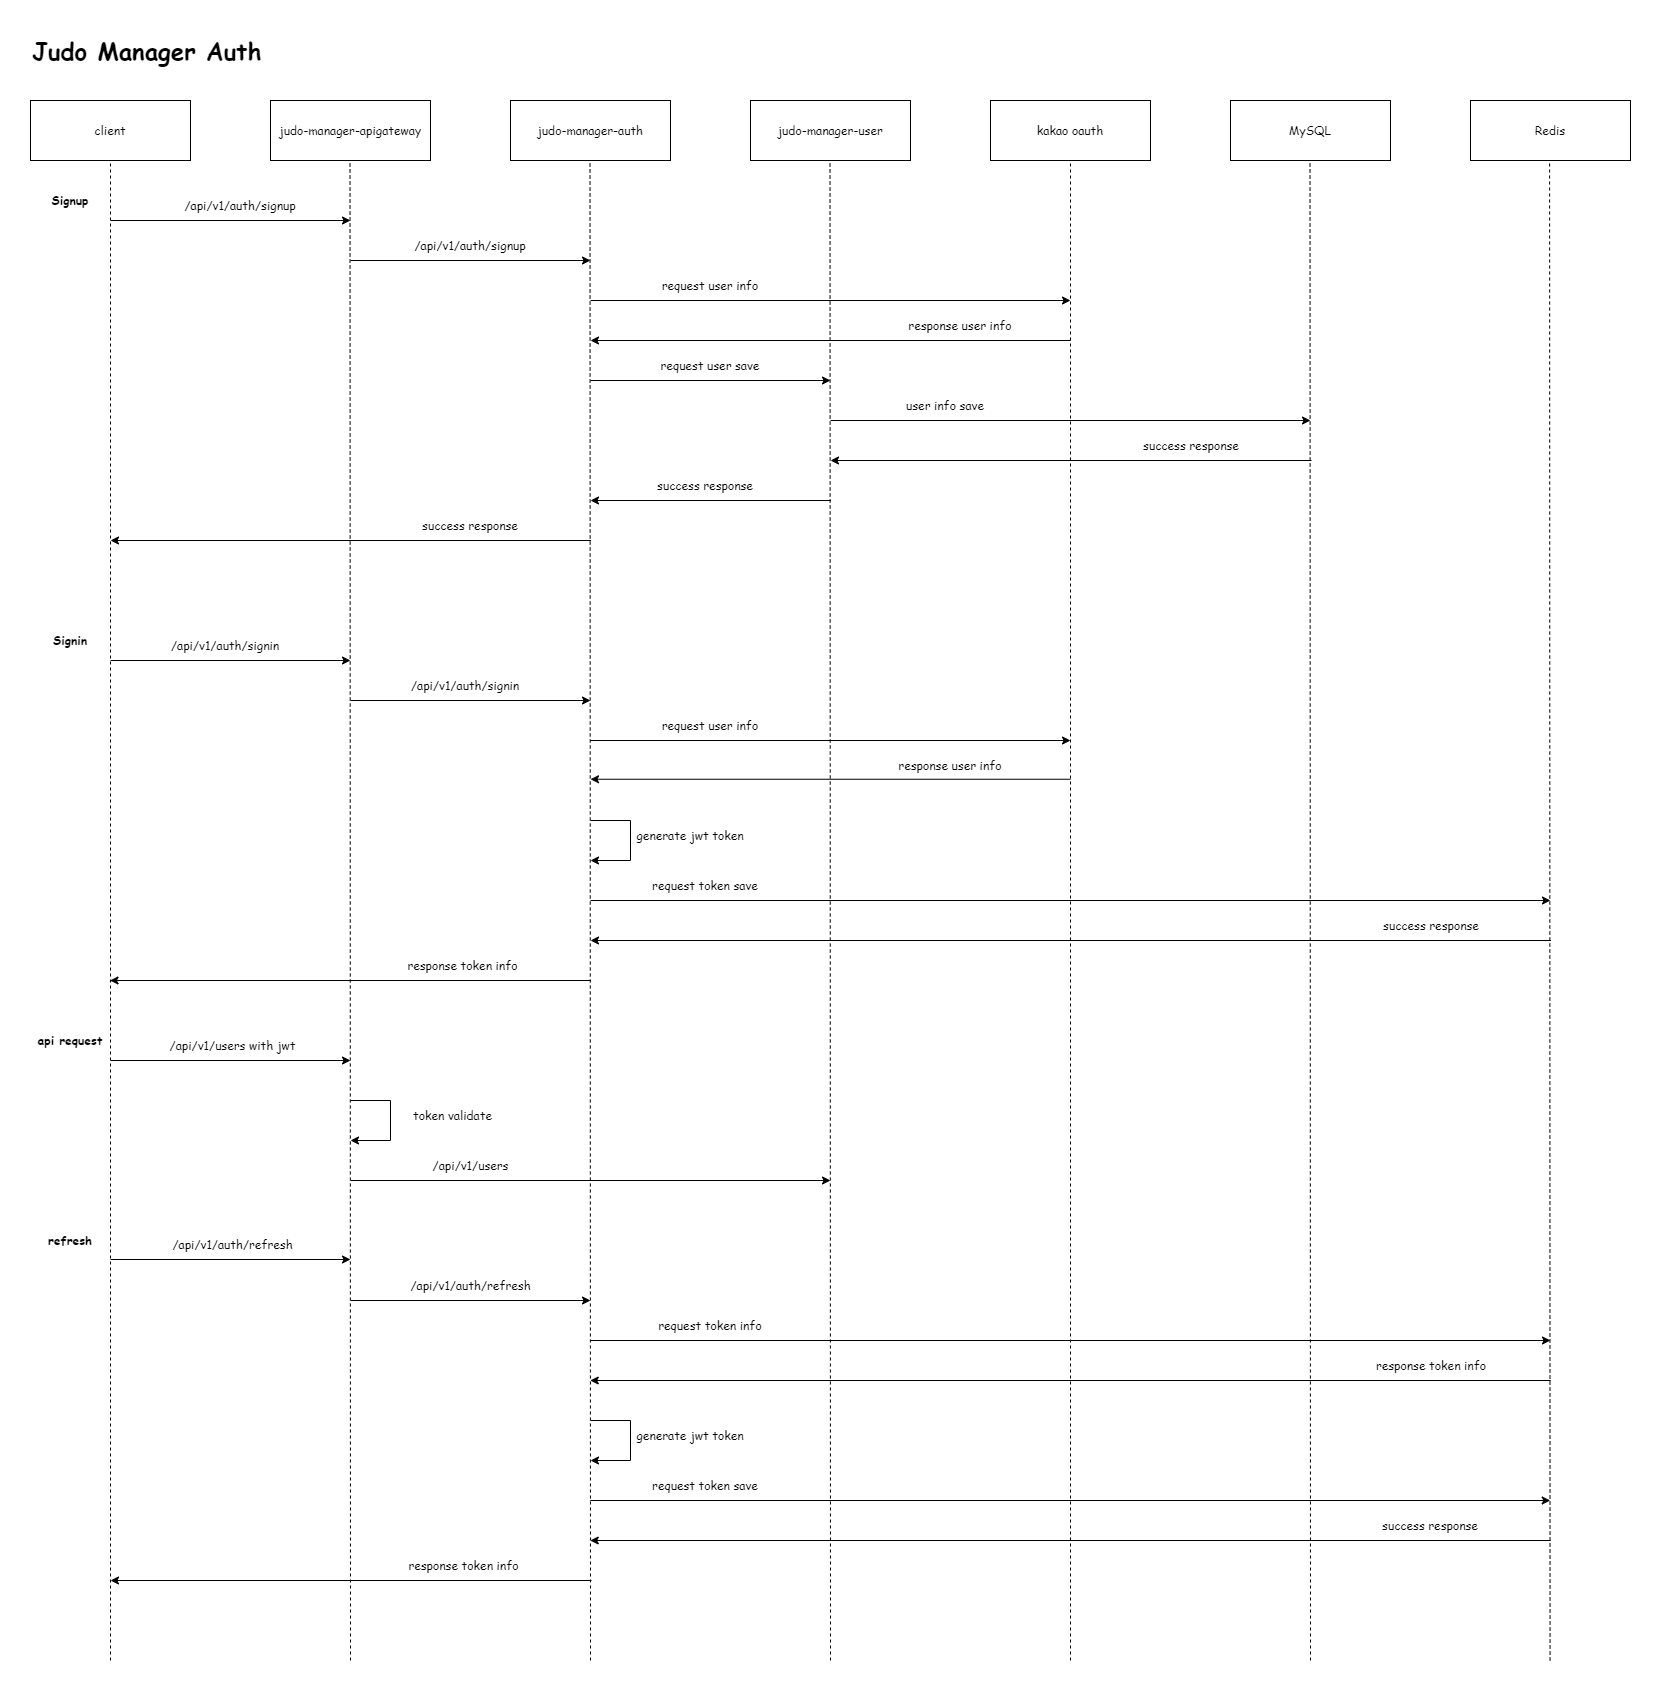 Judo Manager Auth
client
judo-manager-apigateway
judo-manager-auth
judo-manager-user
kakao oauth
MySQL
Redis
Signup
/api/v1/auth/signup
/api/v1/auth/signup
request user info
response user info
request user save
user info save
success response
success response
success response
Signin
/api/v1/auth/signin
/api/v1/auth/signin
request user info
response user info
generate jwt token
request token save
success response
response token info
api request
/api/v1/users with jwt
token validate
/api/v1/users
refresh
/api/v1/auth/refresh
/api/v1/auth/refresh
request token info
response token info
generate jwt token
request token save
success response
response token info